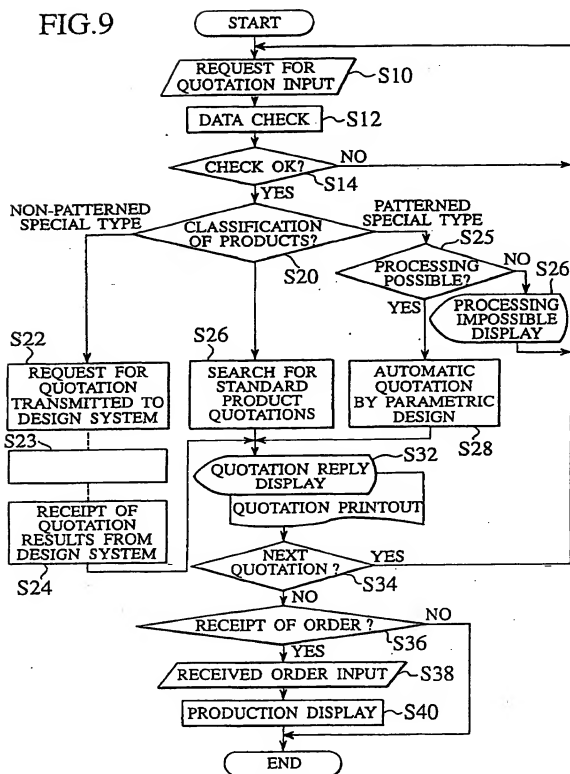 FIG.9
START
REQUEST FOR
QUOTATION INPUT
S10
DATA CHECK
S12
CHECK OK?
NO
S14
YES
NON-PATTERNED
SPECIAL TYPE
PATTERNED
SPECIAL TYPE
CLASSIFICATION
OF PRODUCTS?
S20
S25
PROCESSING
POSSIBLE?
NO
YES
S26
PROCESSING
IMPOSSIBLE
DISPLAY
S22
REQUEST FOR
QUOTATION
TRANSMITTED TO
DESIGN SYSTEM
S26
SEARCH FOR
STANDARD
PRODUCT
QUOTATIONS
AUTOMATIC
QUOTATION
BY PARAMETRIC
DESIGN
S28
S23
S32
QUOTATION REPLY
DISPLAY
QUOTATION PRINTOUT
RECEIPT OF
QUOTATION
RESULTS FROM
DESIGN SYSTEM
S24
NEXT
QUOTATION ?
YES
S34
NO
RECEIPT OF ORDER ?
NO
S36
YES
RECEIVED ORDER INPUT
S38
PRODUCTION DISPLAY
S40
END